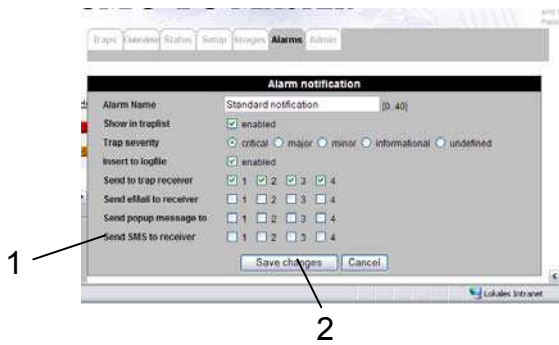 Traps Overview Status Setup Images Alarms Admin
Alarm notification
Alarm Name Standard notification [0..40]
Show in traplist enabled
Trap severity critical major minor informational undefined
Insert to logfile enabled
Send to trap receiver 1 2 3 4
Send eMail to receiver 1 2 3 4
Send popup message to 1 2 3 4
Send SMS to receiver 1 2 3 4
1
Save changes Cancel
Lokales Intranet
2